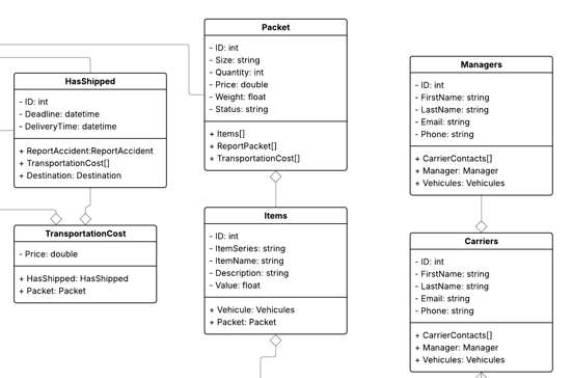 Packet
- ID: int
- Size: string
- Quantity: int
- Price: double
- Weight: float
- Status: string
+ Items[]
+ ReportPacket[]
+ TransportationCost[]
HasShipped
- ID: int
- Deadline: datetime
- DeliveryTime: datetime
+ ReportAccident:ReportAccident
+ TransportationCost[]
+ Destination: Destination
Managers
- ID: int
- FirstName: string
- LastName: string
- Email: string
- Phone: string
+ CarrierContacts[]
+ Manager: Manager
+ Vehicules: Vehicules
TransportationCost
- Price: double
+ HasShipped: HasShipped
+ Packet: Packet
Items
- ID: int
- ItemSeries: string
- ItemName: string
- Description: string
- Value: float
+ Vehicule: Vehicules
+ Packet: Packet
Carriers
- ID: int
- FirstName: string
- LastName: string
- Email: string
- Phone: string
+ CarrierContacts[]
+ Manager: Manager
+ Vehicules: Vehicules